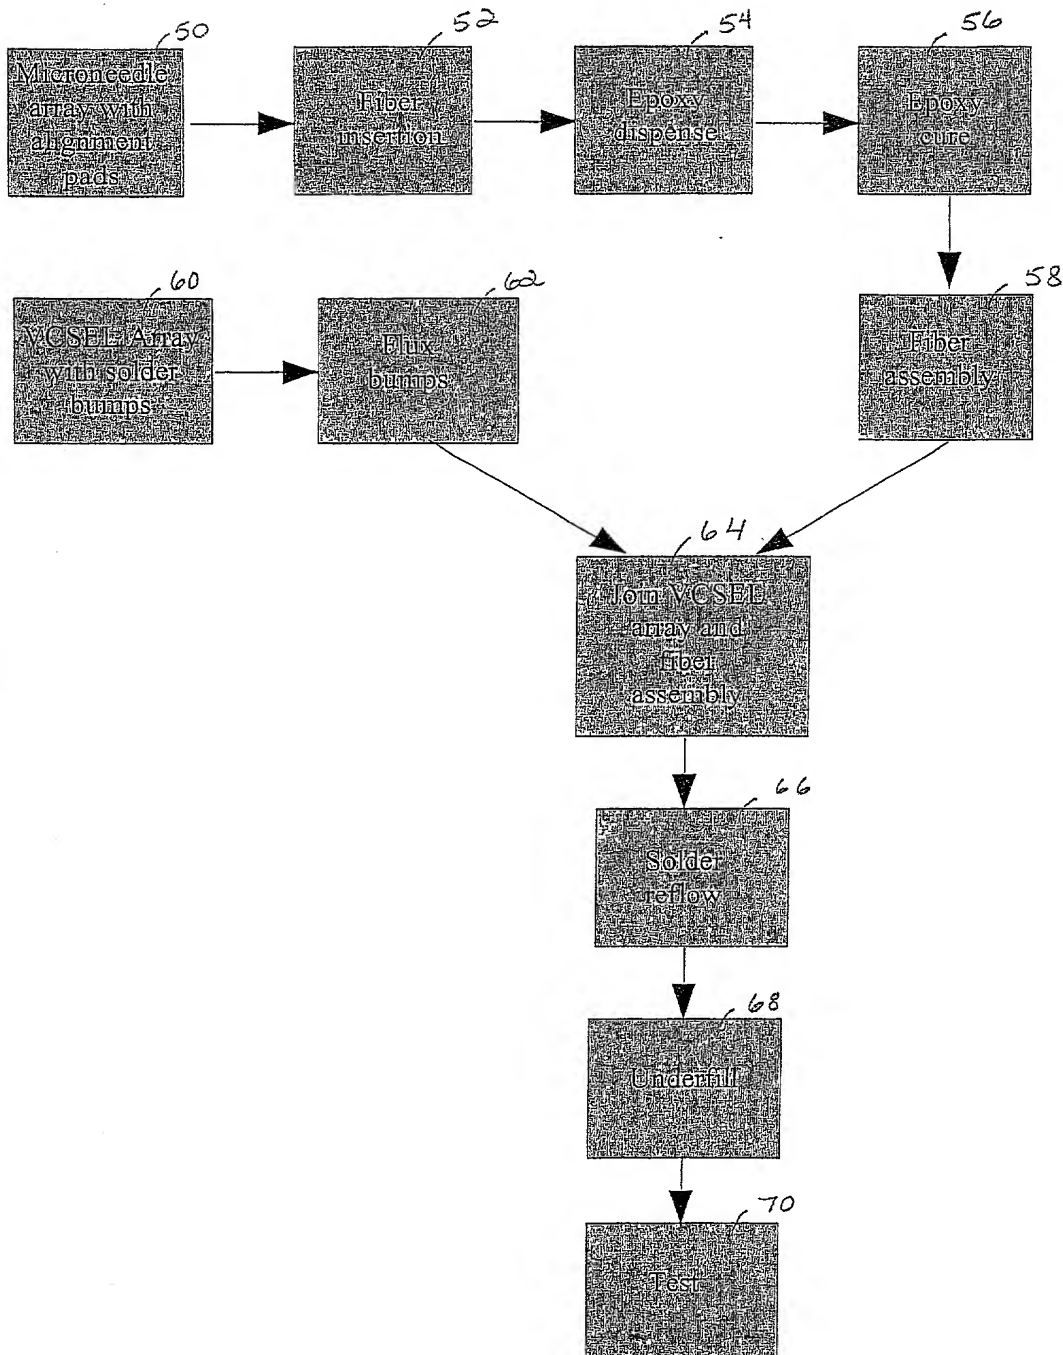 50
Microneedle
array with
alignment
pads
52
Fiber
insertion
54
Epoxy
dispense
56
Epoxy
cure
58
Fiber
assembly
60
VCSEL Array
with solder
bumps
62
Flux
bumps
64
Join VCSEL
array and
fiber
assembly
66
Solder
reflow
68
Underfill
70
Test